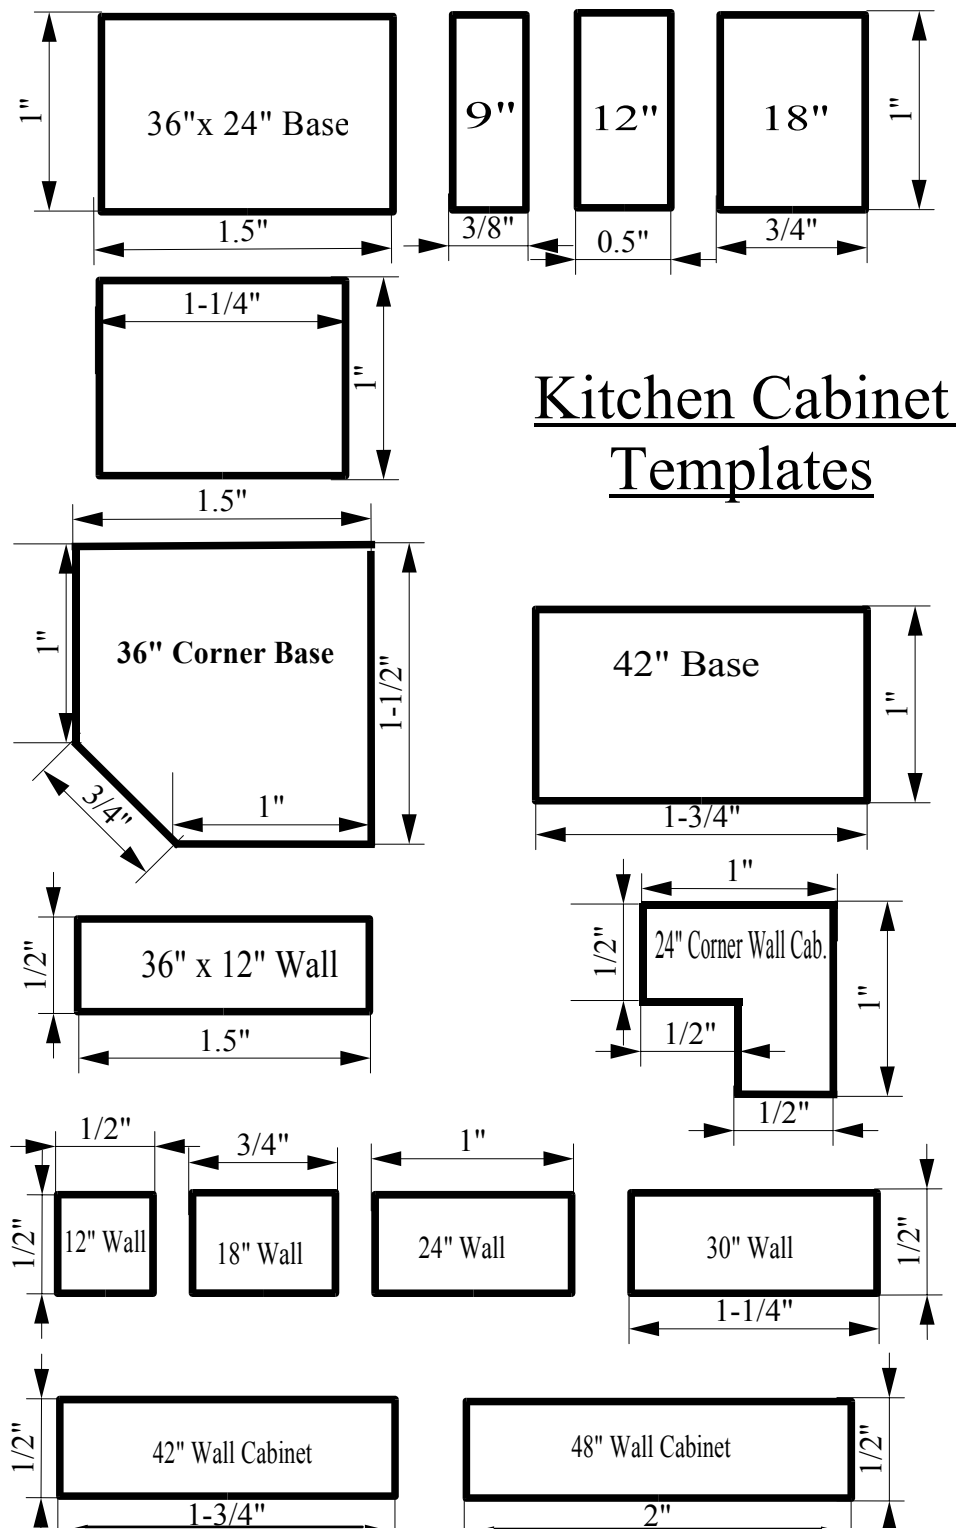 1"
36"x 24" Base
1.5"
9"
3/8"
12"
0.5"
18"
3/4"
1"
1-1/4"
1"
Kitchen Cabinet
Templates
1.5"
1"
36" Corner Base
1-1/2"
3/4"
1"
42" Base
1"
1-3/4"
1/2"
36" x 12" Wall
1.5"
1"
1/2"
24" Corner Wall Cab.
1"
1/2"
1/2"
1/2"
3/4"
1"
1/2"
12" Wall
18" Wall
24" Wall
30" Wall
1/2"
1-1/4"
1/2"
42" Wall Cabinet
1-3/4"
48" Wall Cabinet
1/2"
2"